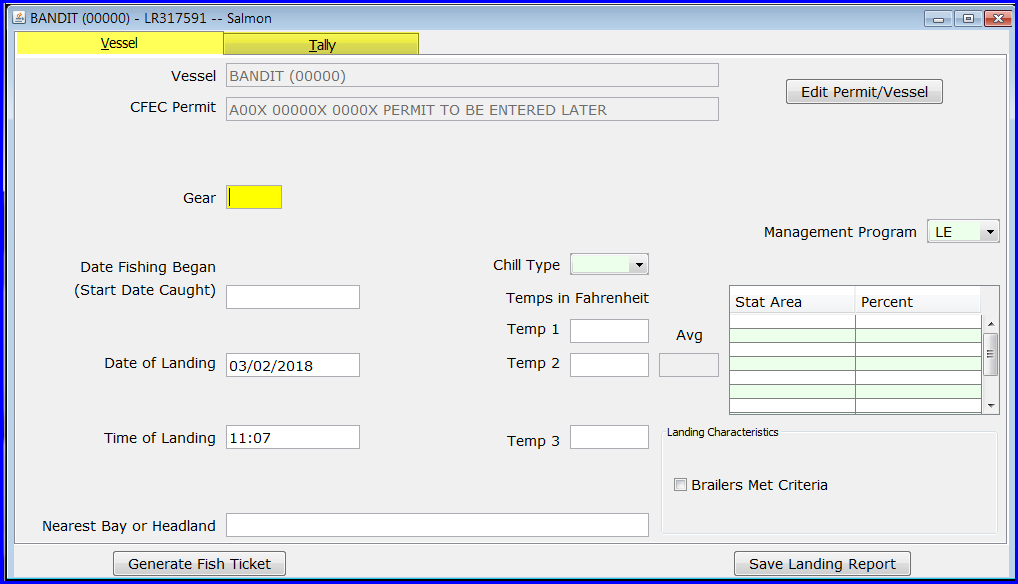 BANDIT (00000) - LR317591 -- Salmon
Vessel
Tally
Vessel
BANDIT (00000)
Edit Permit/Vessel
CFEC Permit
A00X 00000X 0000X PERMIT TO BE ENTERED LATER
Gear
Management Program
LE
Date Fishing Began
(Start Date Caught)
Chill Type
Temps in Fahrenheit
Stat Area
Percent
Temp 1
Avg
Date of Landing
03/02/2018
Temp 2
Time of Landing
11:07
Temp 3
Landing Characteristics
Brailers Met Criteria
Nearest Bay or Headland
Generate Fish Ticket
Save Landing Report